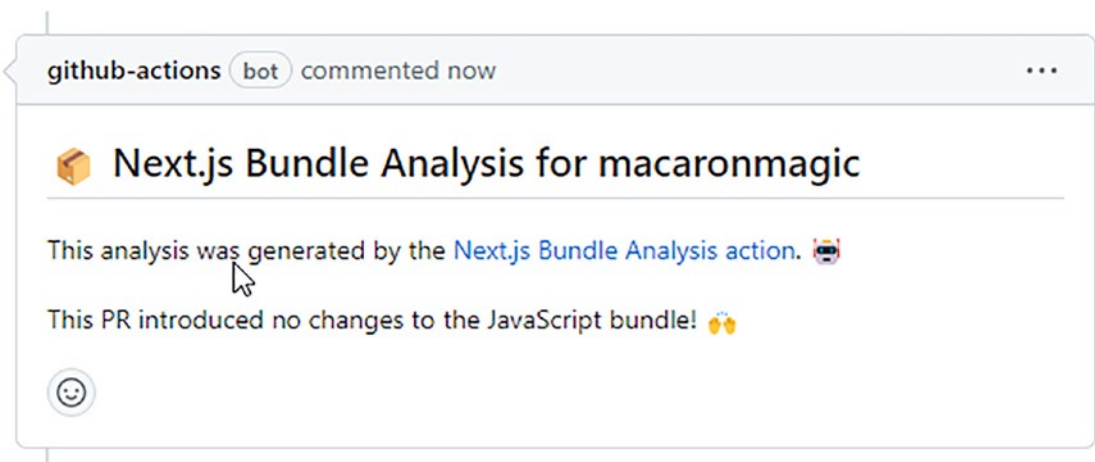 github-actions bot commented now
📦 Next.js Bundle Analysis for macaronmagic
This analysis was generated by the Next.js Bundle Analysis action. 🤖
This PR introduced no changes to the JavaScript bundle! 🙌